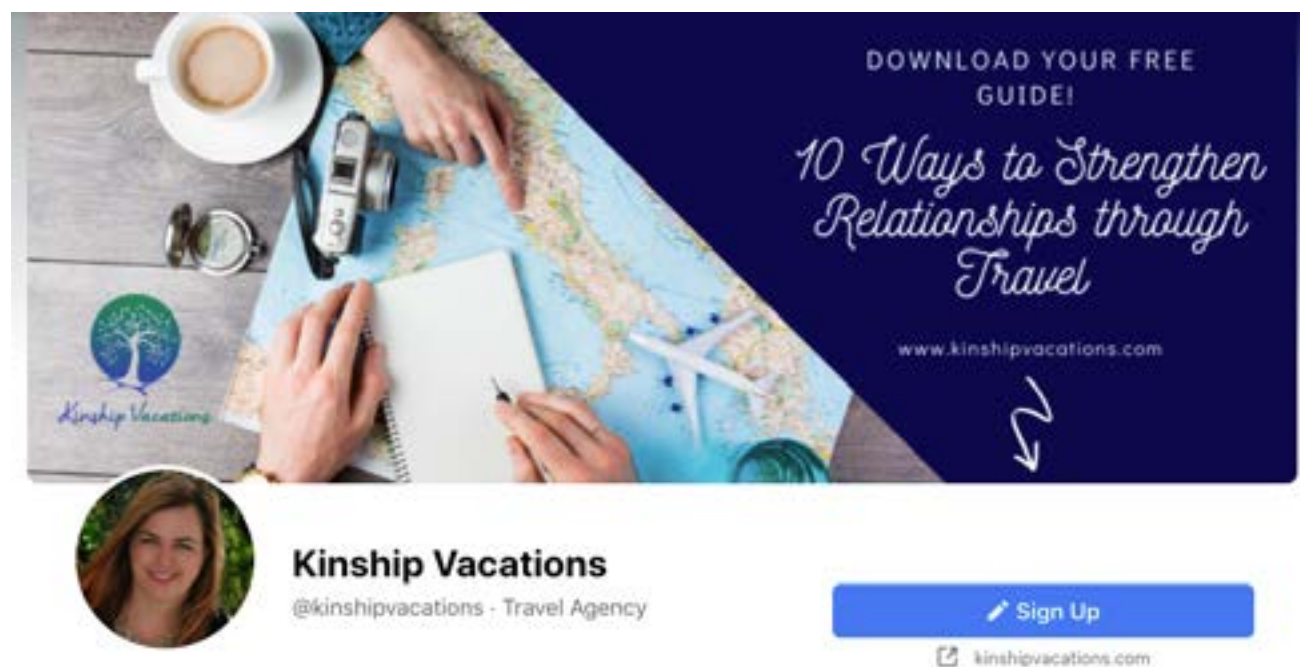 DOWNLOAD YOUR FREE
GUIDE!
10 Ways to Strengthen
Relationships through
Travel
www.kinshipvacations.com
Kinship Vacations
Kinship Vacations
@kinshipvacations · Travel Agency
Sign Up
kinshipvacations.com